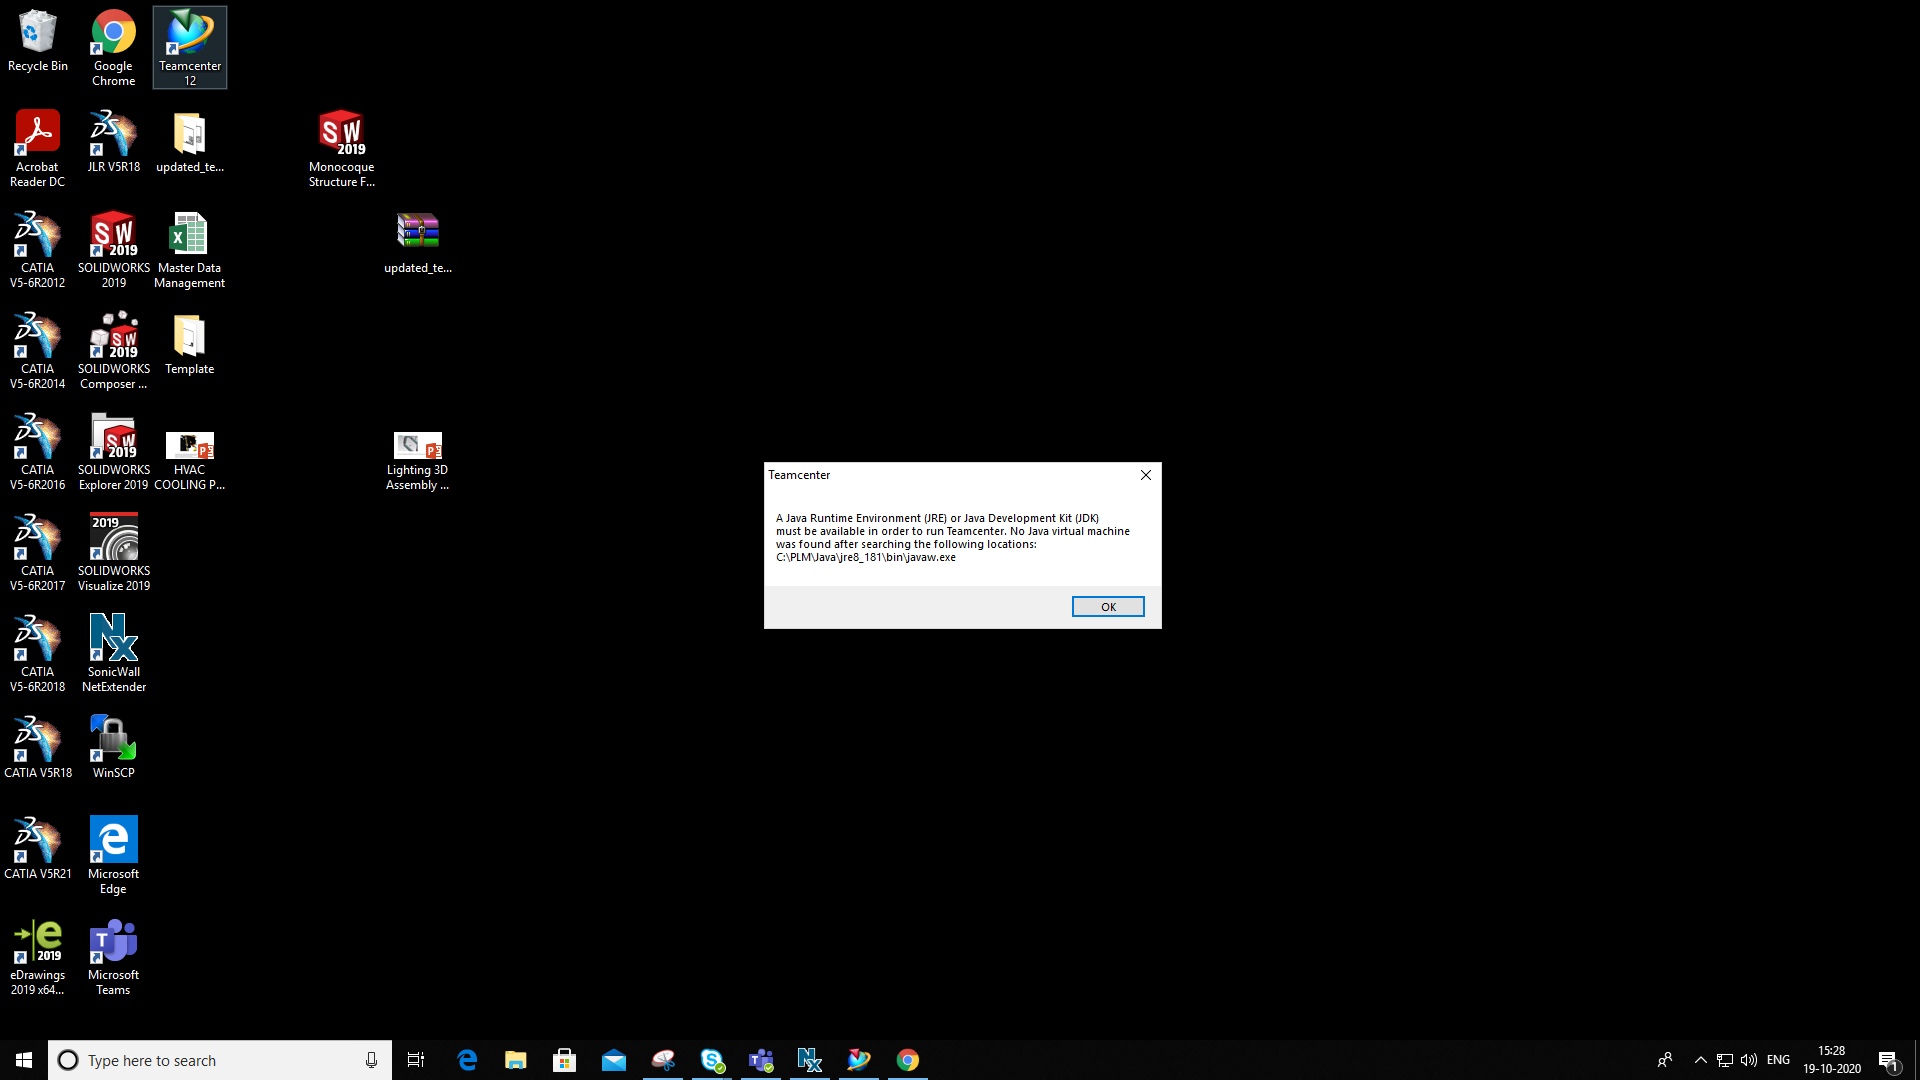 Recycle Bin
Google
Chrome
Teamcenter
12
Acrobat
Reader DC
JLR V5R18
updated_te...
SW
2019
Monocoque
Structure F...
CATIA
V5-6R2012
SW
2019
SOLIDWORKS
2019
Master Data
Management
updated_te...
CATIA
V5-6R2014
SW
2019
SOLIDWORKS
Composer ...
Template
CATIA
V5-6R2016
SW
2019
SOLIDWORKS
Explorer 2019
HVAC
COOLING P...
Lighting 3D
Assembly ...
CATIA
V5-6R2017
2019
SOLIDWORKS
Visualize 2019
CATIA
V5-6R2018
SonicWall
NetExtender
CATIA V5R18
WinSCP
CATIA V5R21
Microsoft
Edge
2019
eDrawings
2019 x64...
Microsoft
Teams
Teamcenter
A Java Runtime Environment (JRE) or Java Development Kit (JDK)
must be available in order to run Teamcenter. No Java virtual machine
was found after searching the following locations:
C:\PLM\Java\jre8_181\bin\javaw.exe
OK
Type here to search
ENG
15:28
19-10-2020
1